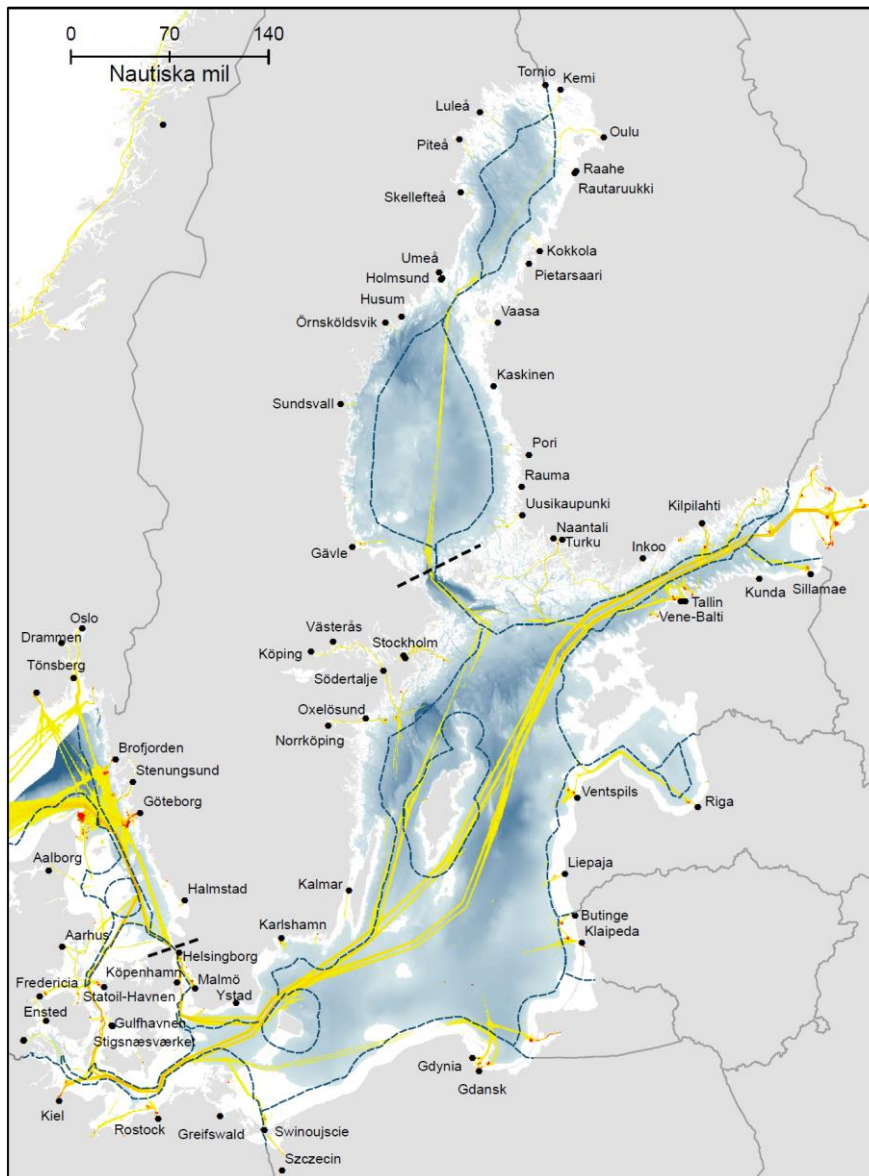 0 70 140
Nautiska mil
Tornio
Kemi
Luleå
Oulu
Piteå
Raahe
Rautaruukki
Skellefteå
Kokkola
Umeå
Pietarsaari
Holmsund
Husum
Vaasa
Örnsköldsvik
Kaskinen
Sundsvall
Pori
Rauma
Uusikaupunki
Kilpilahti
Naantali
Turku
Gävle
Inkoo
Kunda
Sillamae
Tallin
Vene-Balti
Oslo
Drammen
Västerås
Stockholm
Köping
Tönsberg
Södertalje
Oxelösund
Norrköping
Brofjorden
Stenungsund
Ventspils
Riga
Göteborg
Aalborg
Liepaja
Halmstad
Kalmar
Butinge
Karlshamn
Klaipeda
Aarhus
Helsingborg
Köpenhamn
Fredericia
Malmö
Statoil-Havnen
Ystad
Ensted
Gulfhavnen
Stigsnæsværket
Gdynia
Gdansk
Kiel
Rostock
Greifswald
Swinoujscie
Szczecin